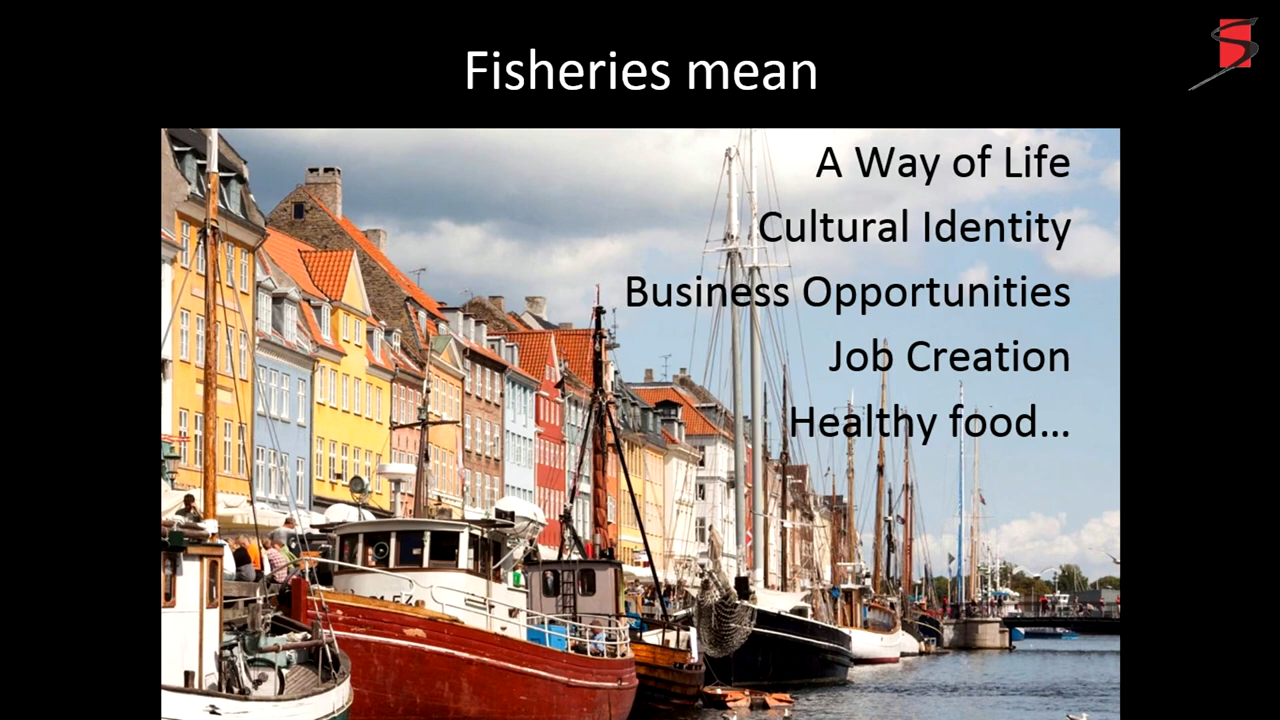 Fisheries mean
A Way of Life
Cultural Identity
Business Opportunities
Job Creation
Healthy food...